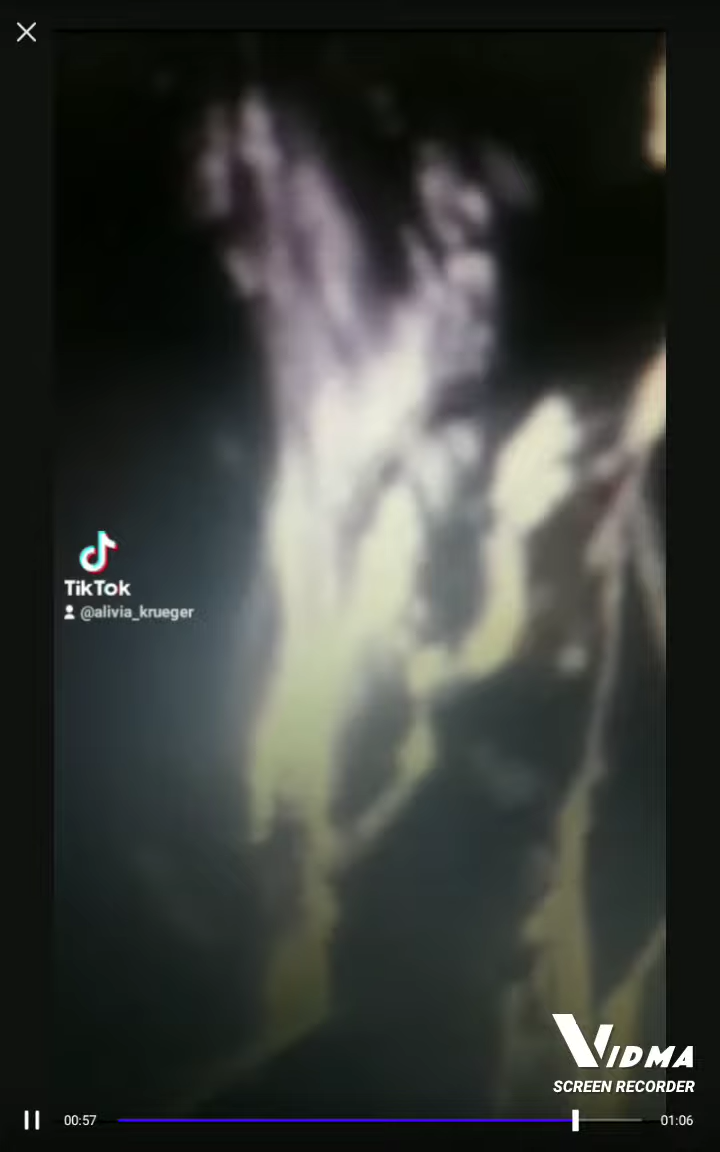 TikTok
@alivia_krueger
VIDMA
SCREEN RECORDER
00:57
01:06